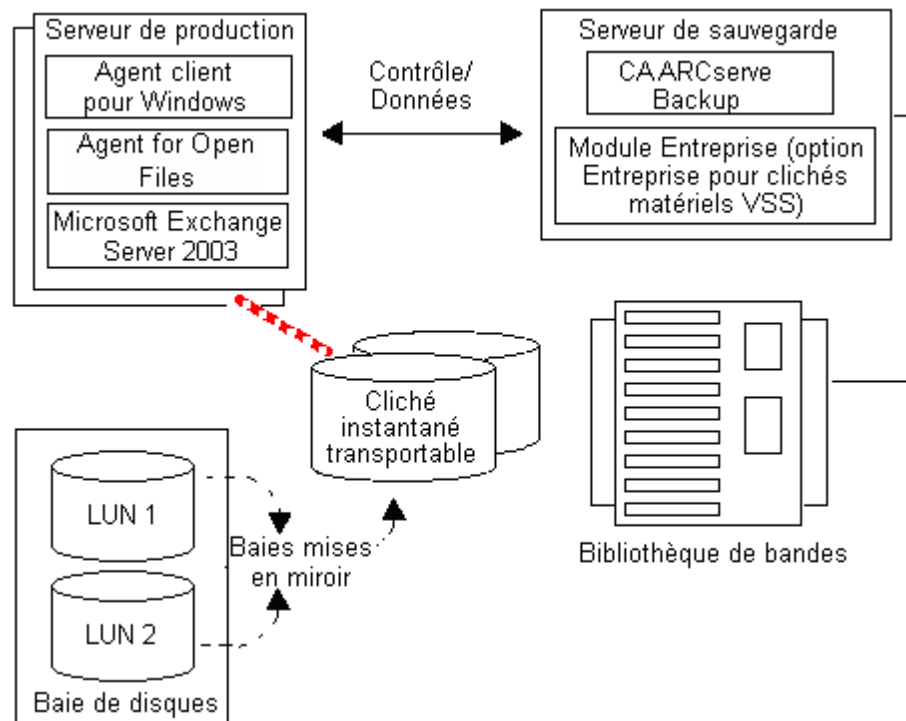 Serveur de production
Agent client
pour Windows
Agent for Open
Files
Microsoft Exchange
Server 2003
Contrôle/
Données
Serveur de sauvegarde
CA ARCserve
Backup
Module Entreprise (option
Entreprise pour clichés
matériels VSS)
Cliché
instantané
transportable
LUN 1
LUN 2
Baies mises
en miroir
Baie de disques
Bibliothèque de bandes